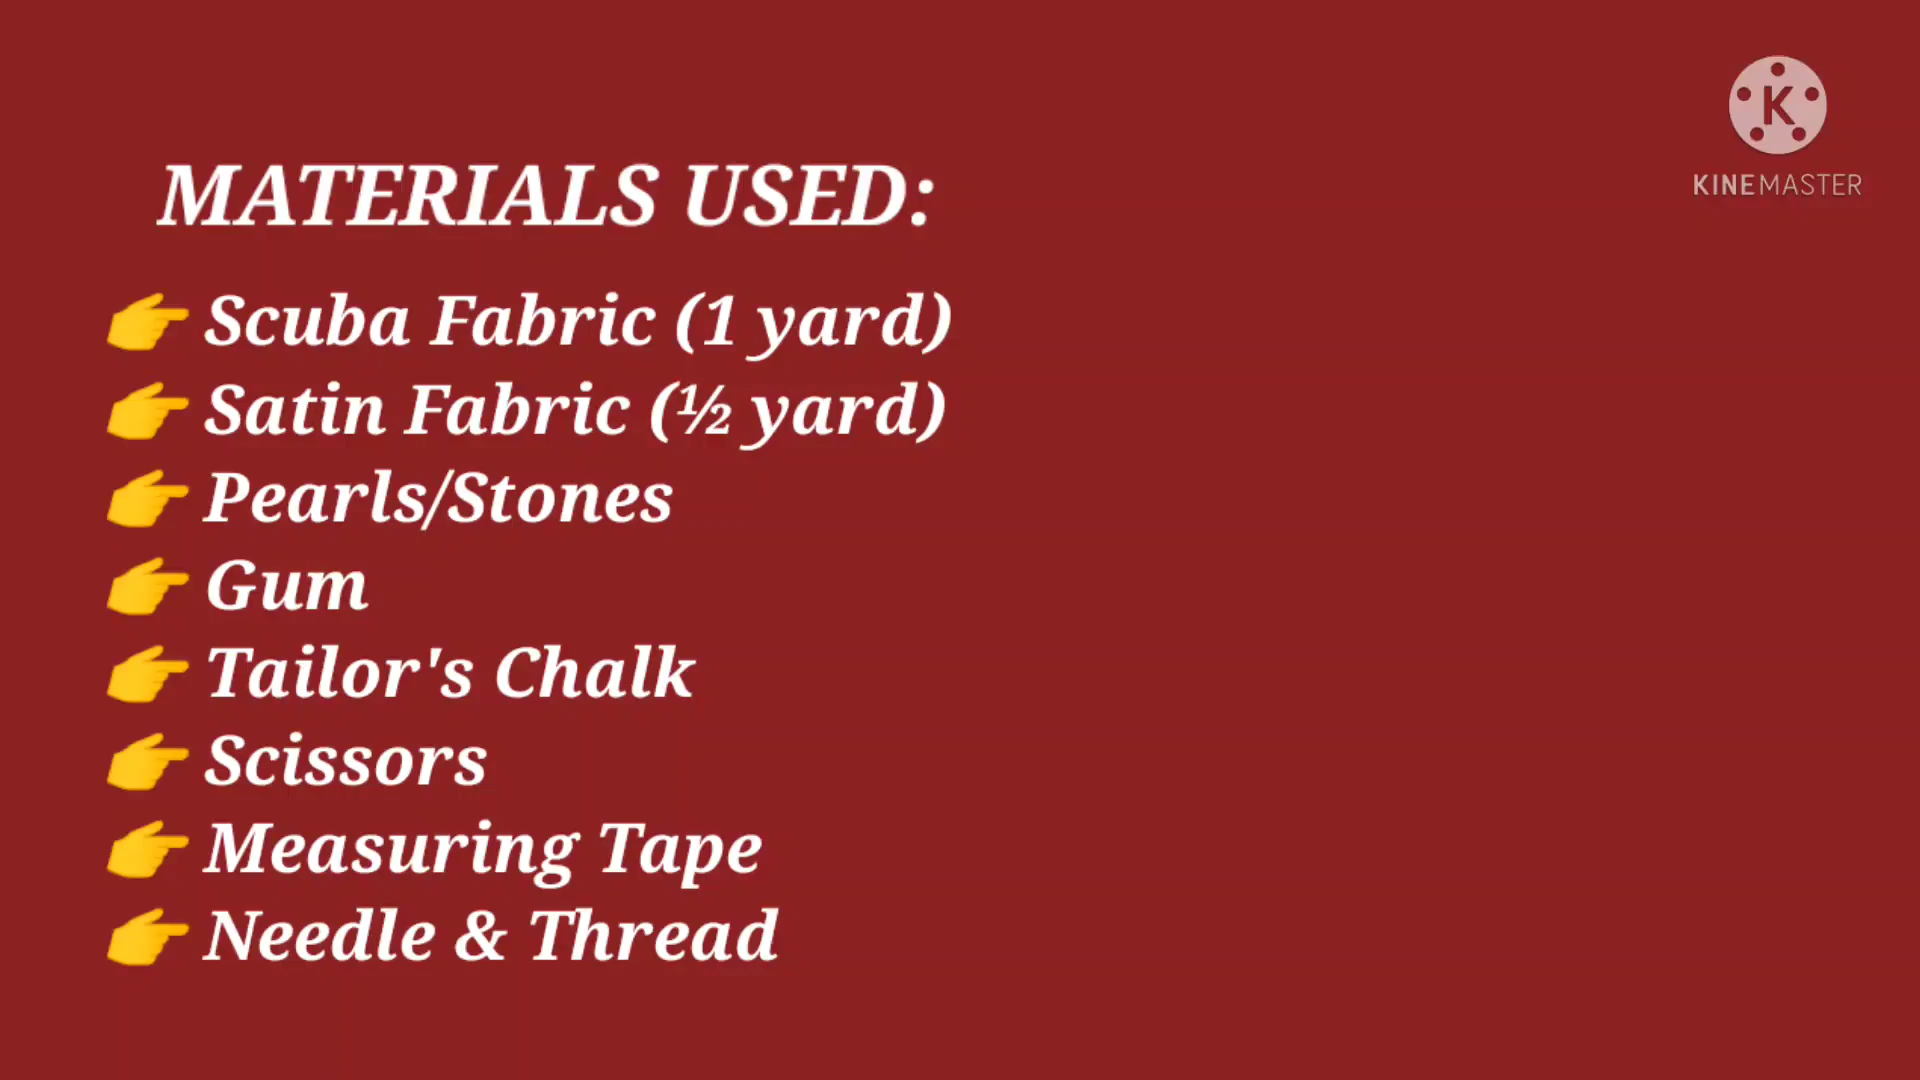 K
KINEMASTER
MATERIALS USED:
👉 Scuba Fabric (1 yard)
👉 Satin Fabric (½ yard)
👉 Pearls/Stones
👉 Gum
👉 Tailor's Chalk
👉 Scissors
👉 Measuring Tape
👉 Needle & Thread